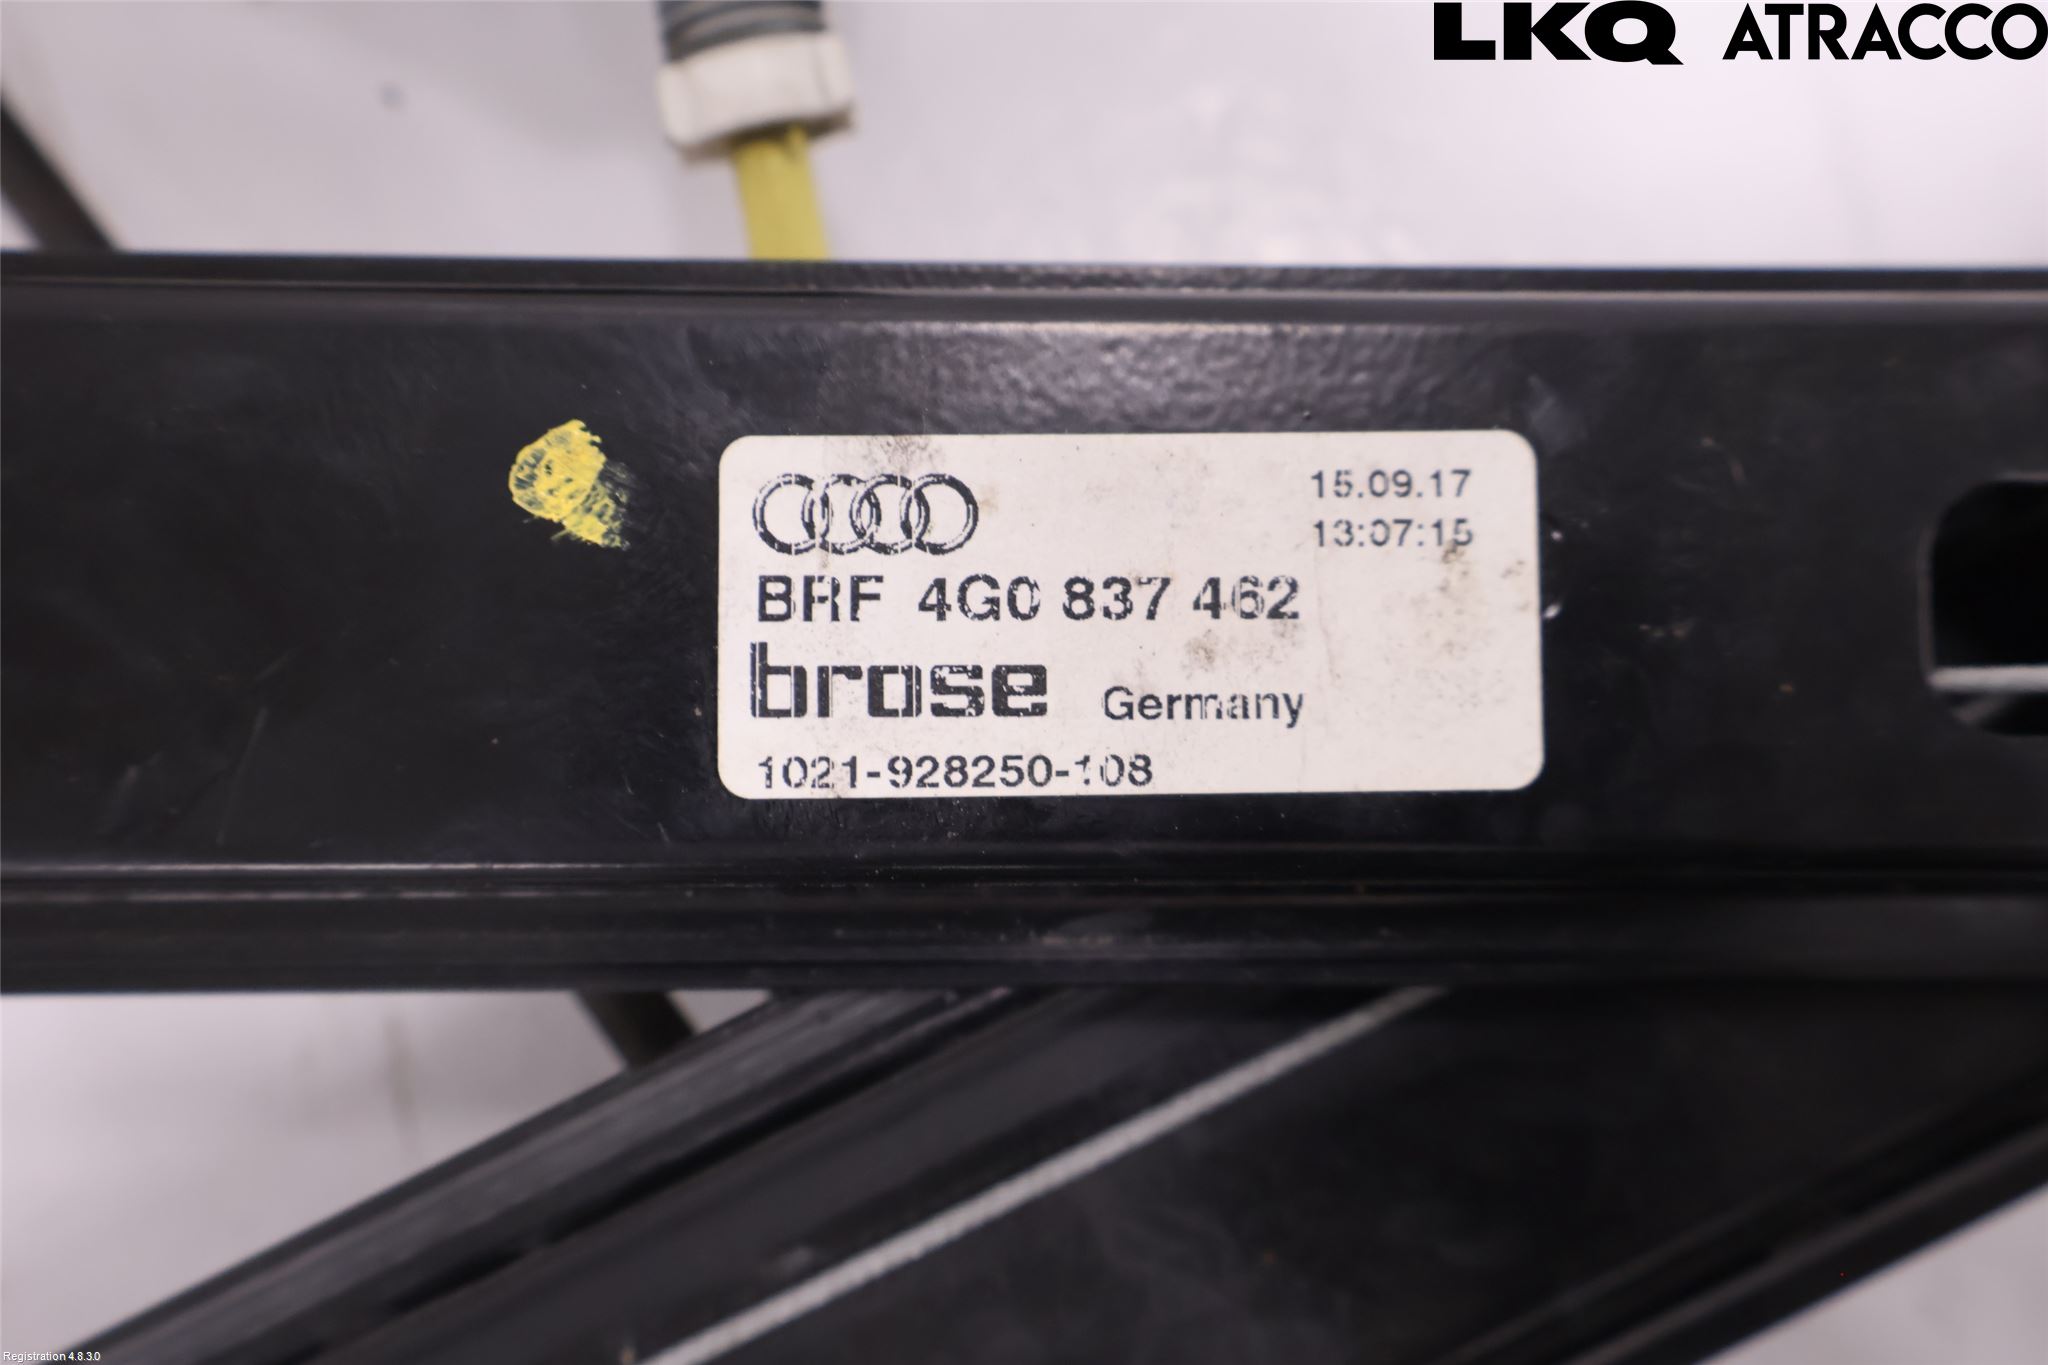 LKQ ATRACCO
15.09.17
13:07:15
BRF 4G0 837 462
brose Germany
1021-928250-108
Registration 4.8.3.0